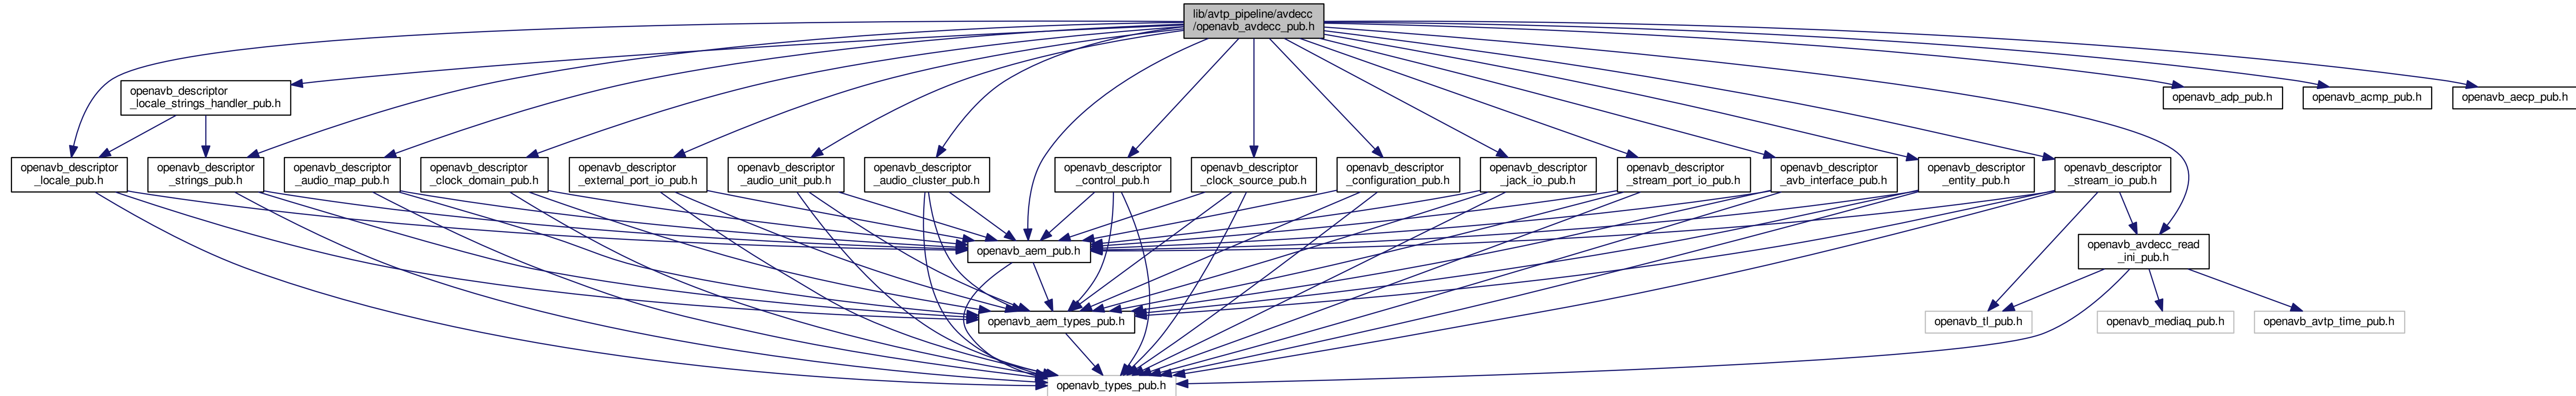 lib/avtp_pipeline/avdecc
/openavb_avdecc_pub.h
openavb_descriptor
_locale_strings_handler_pub.h
openavb_adp_pub.h
openavb_acmp_pub.h
openavb_aecp_pub.h
openavb_descriptor
_locale_pub.h
openavb_descriptor
_strings_pub.h
openavb_descriptor
_audio_map_pub.h
openavb_descriptor
_clock_domain_pub.h
openavb_descriptor
_external_port_io_pub.h
openavb_descriptor
_audio_unit_pub.h
openavb_descriptor
_audio_cluster_pub.h
openavb_descriptor
_control_pub.h
openavb_descriptor
_clock_source_pub.h
openavb_descriptor
_configuration_pub.h
openavb_descriptor
_jack_io_pub.h
openavb_descriptor
_stream_port_io_pub.h
openavb_descriptor
_avb_interface_pub.h
openavb_descriptor
_entity_pub.h
openavb_descriptor
_stream_io_pub.h
openavb_aem_pub.h
openavb_avdecc_read
_ini_pub.h
openavb_aem_types_pub.h
openavb_tl_pub.h
openavb_mediaq_pub.h
openavb_avtp_time_pub.h
openavb_types_pub.h